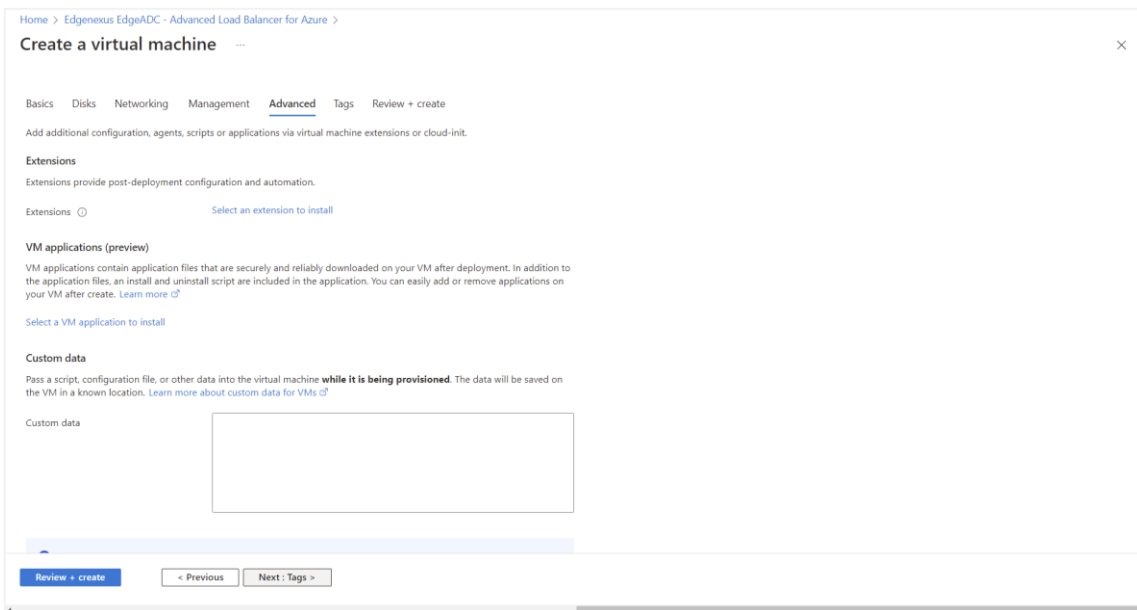 Home > Edgenexus EdgeADC - Advanced Load Balancer for Azure >
Create a virtual machine ...
Basics Disks Networking Management Advanced Tags Review + create
Add additional configuration, agents, scripts or applications via virtual machine extensions or cloud-init.
Extensions
Extensions provide post-deployment configuration and automation.
Extensions Select an extension to install
VM applications (preview)
VM applications contain application files that are securely and reliably downloaded on your VM after deployment. In addition to
the application files, an install and uninstall script are included in the application. You can easily add or remove applications on
your VM after create. Learn more
Select a VM application to install
Custom data
Pass a script, configuration file, or other data into the virtual machine while it is being provisioned. The data will be saved on
the VM in a known location. Learn more about custom data for VMs
Custom data
Review + create < Previous Next : Tags >